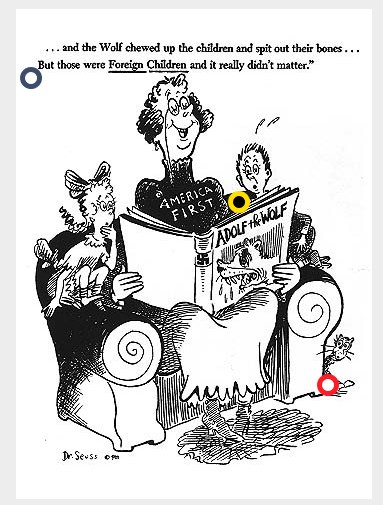 ...and the Wolf chewed up the children and spit out their bones...
But those were Foreign Children and it really didn't matter."
AMERICA
FIRST
ADOLF the WOLF
Dr. Seuss